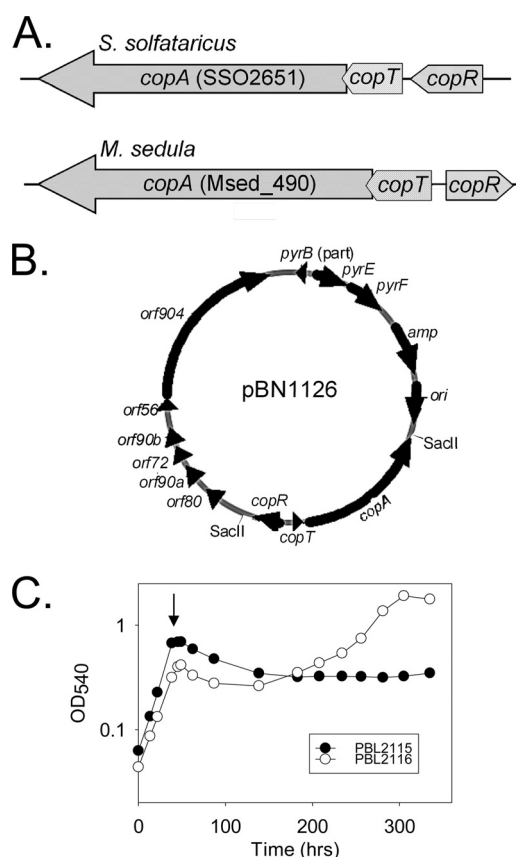 A.
S. solfataricus
copA (SSO2651)
copT
copR
M. sedula
copA (Msed_490)
copT
copR
B.
pyrB (part)
pyrE
pyrF
orf904
amp
pBN1126
ori
orf56
SacII
orf90b
orf72
orf90a
copR
copA
orf80
SacII
copT
C.
1
OD540
PBL2115
0.1
PBL2116
0
100
200
300
Time (hrs)